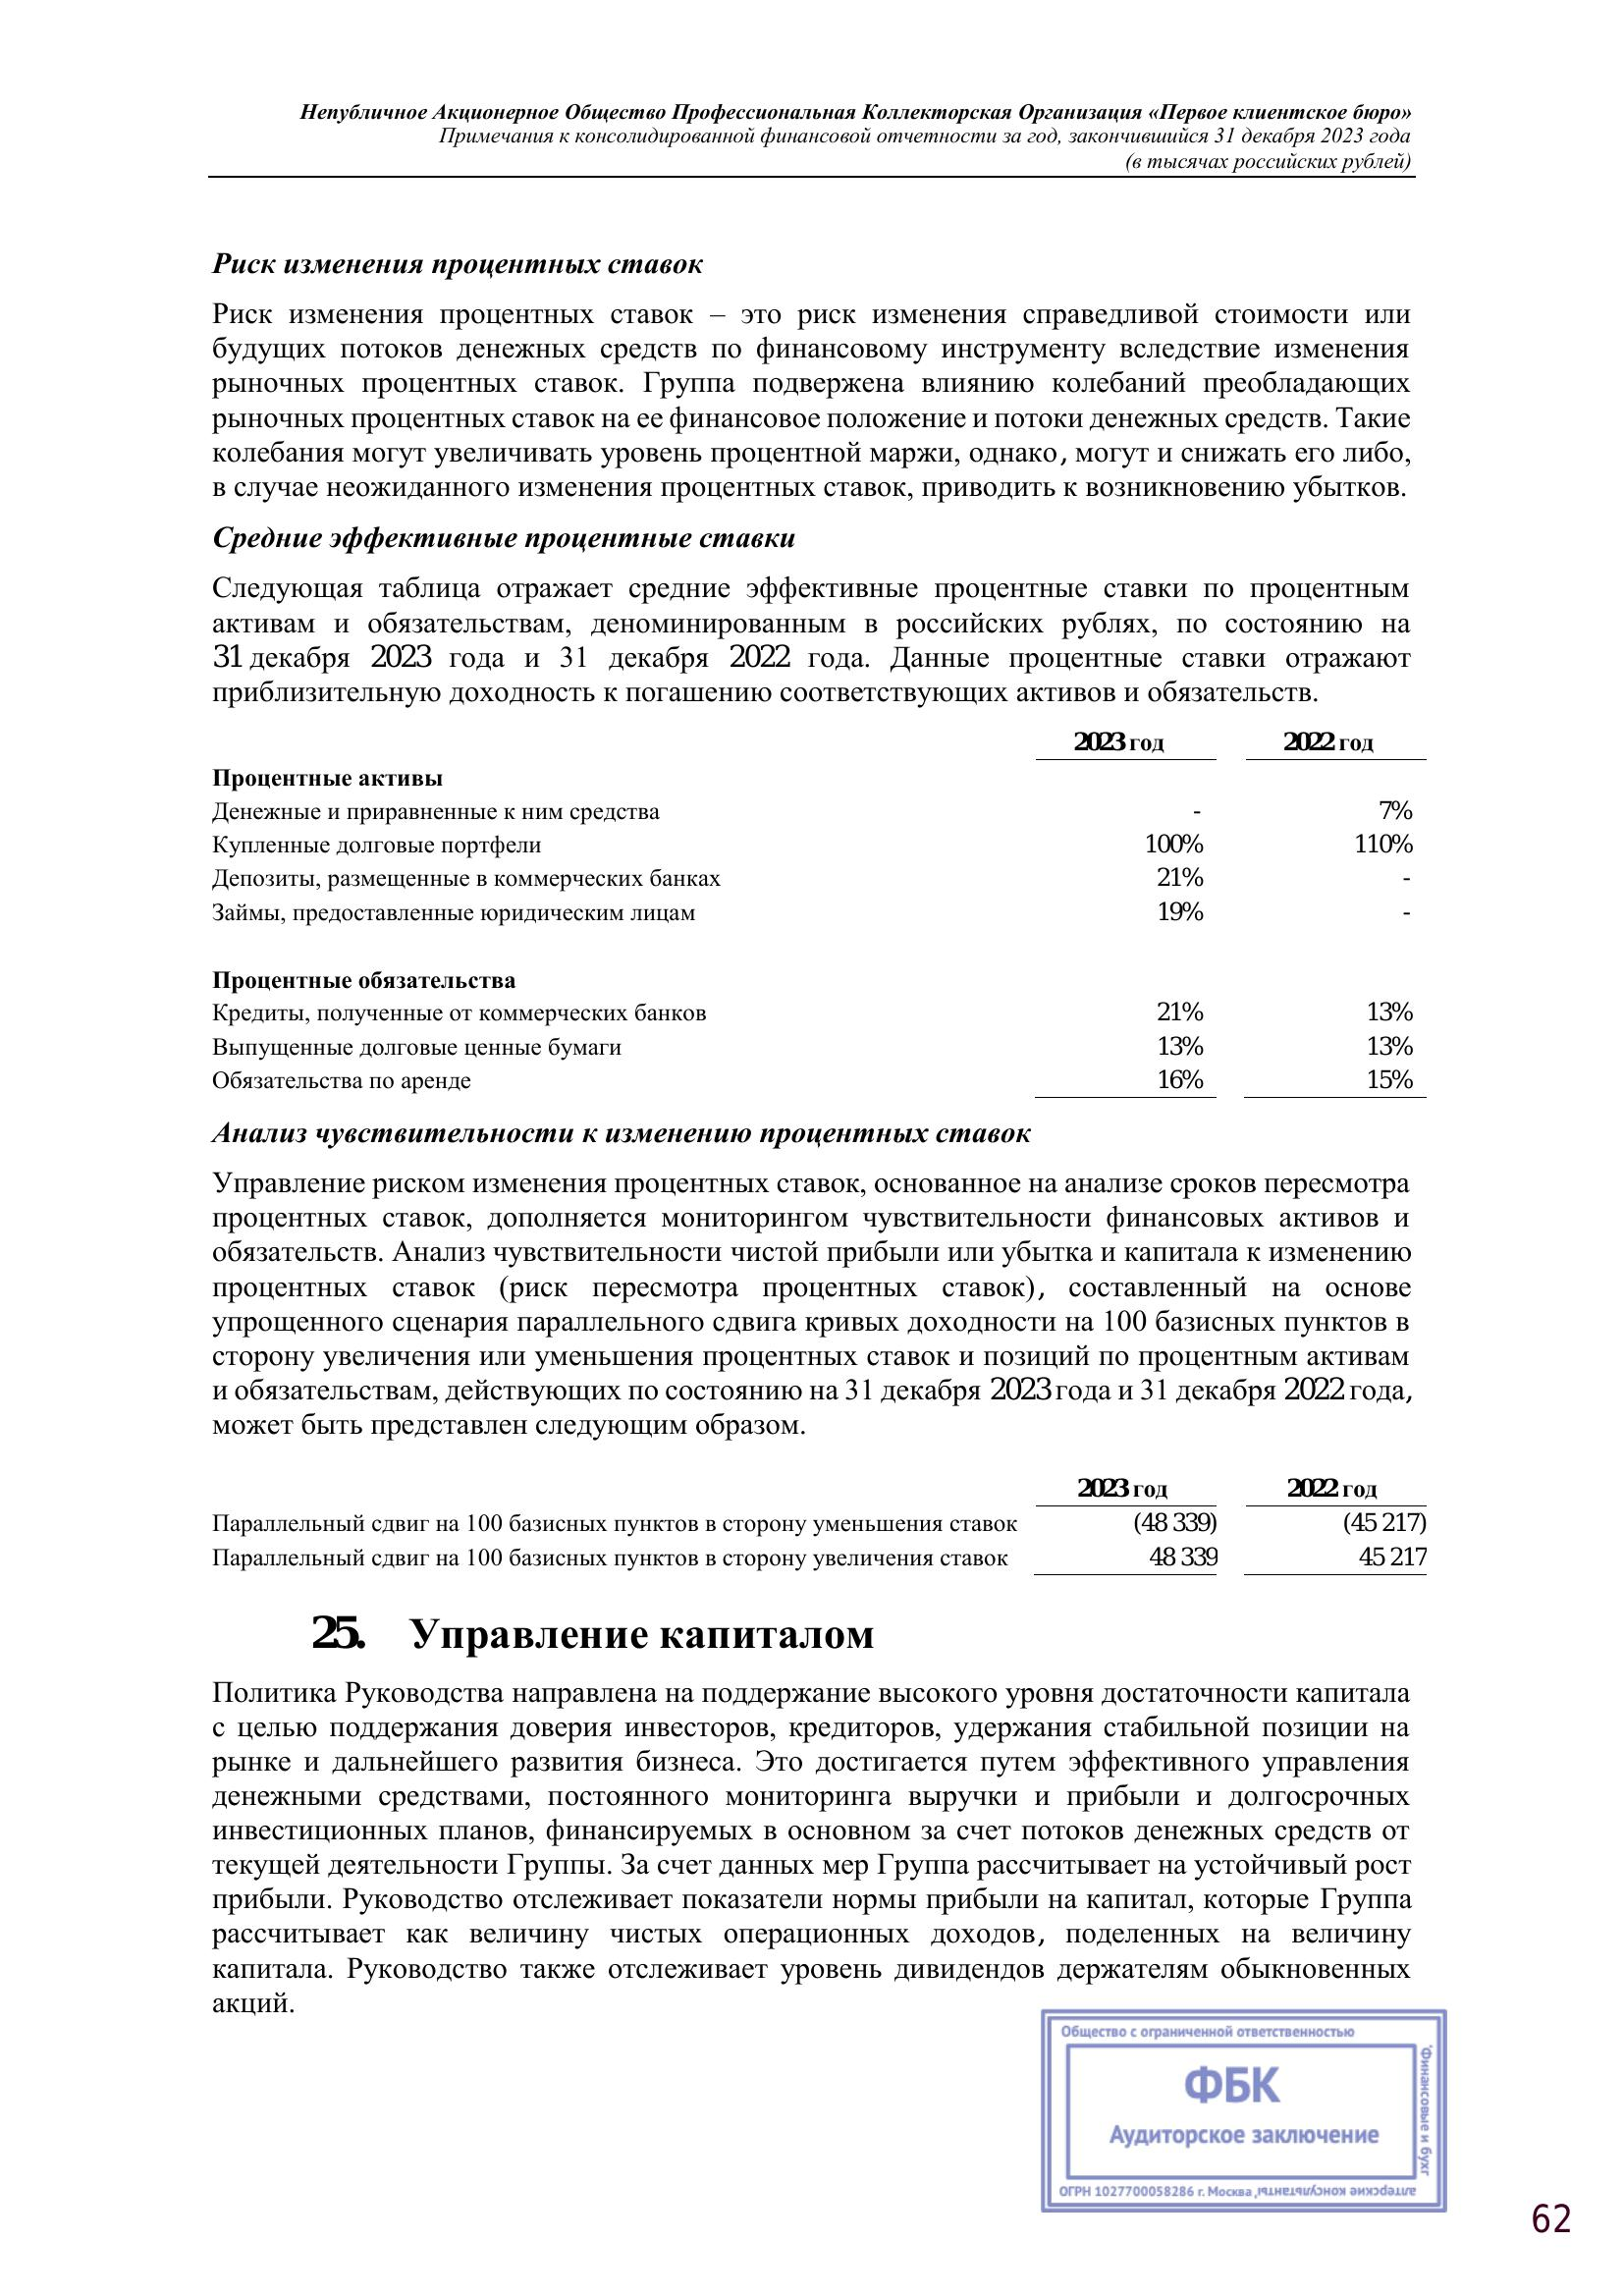 Непубличное Акционерное Общество Профессиональная Коллекторская Организация «Первое клиентское бюро»
Примечания к консолидированной финансовой отчетности за год, закончившийся 31 декабря 2023 года
(в тысячах российских рублей)
Риск изменения процентных ставок
Риск изменения процентных ставок – это риск изменения справедливой стоимости или
будущих потоков денежных средств по финансовому инструменту вследствие изменения
рыночных процентных ставок. Группа подвержена влиянию колебаний преобладающих
рыночных процентных ставок на ее финансовое положение и потоки денежных средств. Такие
колебания могут увеличивать уровень процентной маржи, однако, могут и снижать его либо,
в случае неожиданного изменения процентных ставок, приводить к возникновению убытков.
Средние эффективные процентные ставки
Следующая таблица отражает средние эффективные процентные ставки по процентным
активам и обязательствам, деноминированным в российских рублях, по состоянию на
31 декабря 2023 года и 31 декабря 2022 года. Данные процентные ставки отражают
приблизительную доходность к погашению соответствующих активов и обязательств.
2023 год 2022 год
Процентные активы
Денежные и приравненные к ним средства - 7%
Купленные долговые портфели 100% 110%
Депозиты, размещенные в коммерческих банках 21% -
Займы, предоставленные юридическим лицам 19% -
Процентные обязательства
Кредиты, полученные от коммерческих банков 21% 13%
Выпущенные долговые ценные бумаги 13% 13%
Обязательства по аренде 16% 15%
Анализ чувствительности к изменению процентных ставок
Управление риском изменения процентных ставок, основанное на анализе сроков пересмотра
процентных ставок, дополняется мониторингом чувствительности финансовых активов и
обязательств. Анализ чувствительности чистой прибыли или убытка и капитала к изменению
процентных ставок (риск пересмотра процентных ставок), составленный на основе
упрощенного сценария параллельного сдвига кривых доходности на 100 базисных пунктов в
сторону увеличения или уменьшения процентных ставок и позиций по процентным активам
и обязательствам, действующих по состоянию на 31 декабря 2023 года и 31 декабря 2022 года,
может быть представлен следующим образом.
2023 год 2022 год
Параллельный сдвиг на 100 базисных пунктов в сторону уменьшения ставок (48 339) (45 217)
Параллельный сдвиг на 100 базисных пунктов в сторону увеличения ставок 48 339 45 217
25. Управление капиталом
Политика Руководства направлена на поддержание высокого уровня достаточности капитала
с целью поддержания доверия инвесторов, кредиторов, удержания стабильной позиции на
рынке и дальнейшего развития бизнеса. Это достигается путем эффективного управления
денежными средствами, постоянного мониторинга выручки и прибыли и долгосрочных
инвестиционных планов, финансируемых в основном за счет потоков денежных средств от
текущей деятельности Группы. За счет данных мер Группа рассчитывает на устойчивый рост
прибыли. Руководство отслеживает показатели нормы прибыли на капитал, которые Группа
рассчитывает как величину чистых операционных доходов, поделенных на величину
капитала. Руководство также отслеживает уровень дивидендов держателям обыкновенных
акций.
Общество с ограниченной ответственностью
"Финансовые и бухг
алтерские консультанты"
ФБК
Аудиторское заключение
ОГРН 1027700058286 г. Москва
62